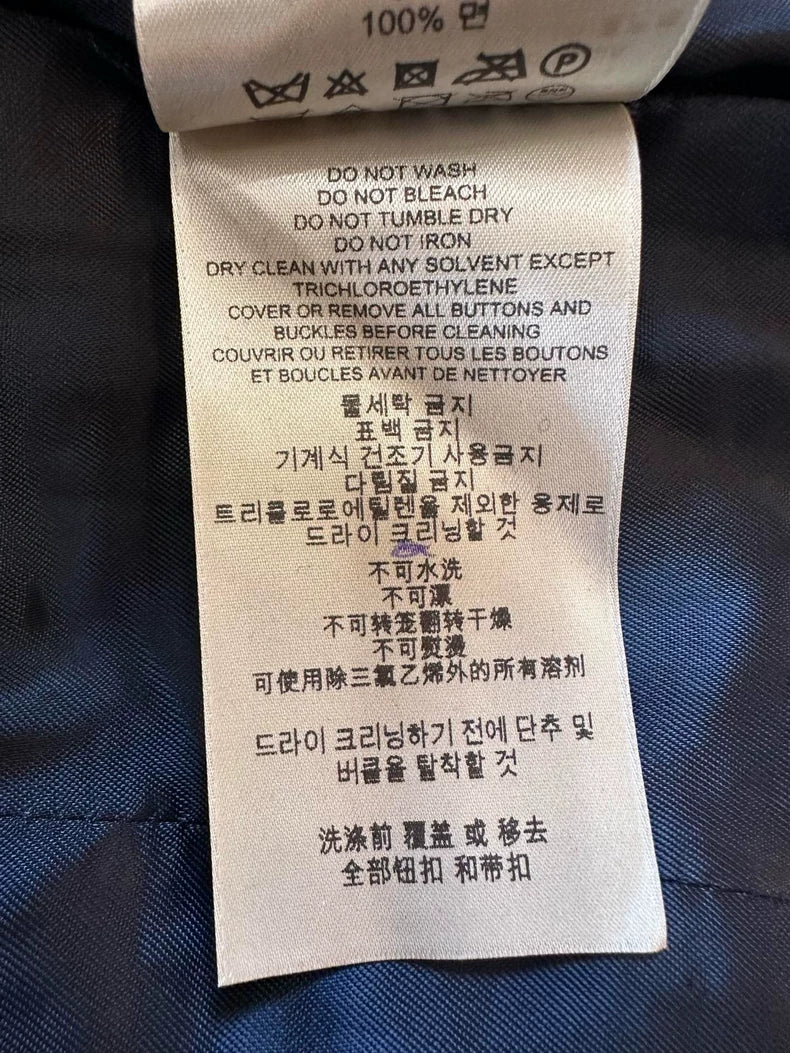 100% 면
DO NOT WASH
DO NOT BLEACH
DO NOT TUMBLE DRY
DO NOT IRON
DRY CLEAN WITH ANY SOLVENT EXCEPT
TRICHLOROETHYLENE
COVER OR REMOVE ALL BUTTONS AND
BUCKLES BEFORE CLEANING
COUVRIR OU RETIRER TOUS LES BOUTONS
ET BOUCLES AVANT DE NETTOYER
물세탁 금지
표백 금지
기계식 건조기 사용금지
다림질 금지
트리클로로에틸렌을 제외한 용제로
드라이 크리닝할 것
不可水洗
不可漂
不可转笼翻转干燥
不可熨烫
可使用除三氯乙烯外的所有溶剂
드라이 크리닝하기 전에 단추 및
버클을 탈착할 것
洗涤前 覆盖 或 移去
全部钮扣 和带扣